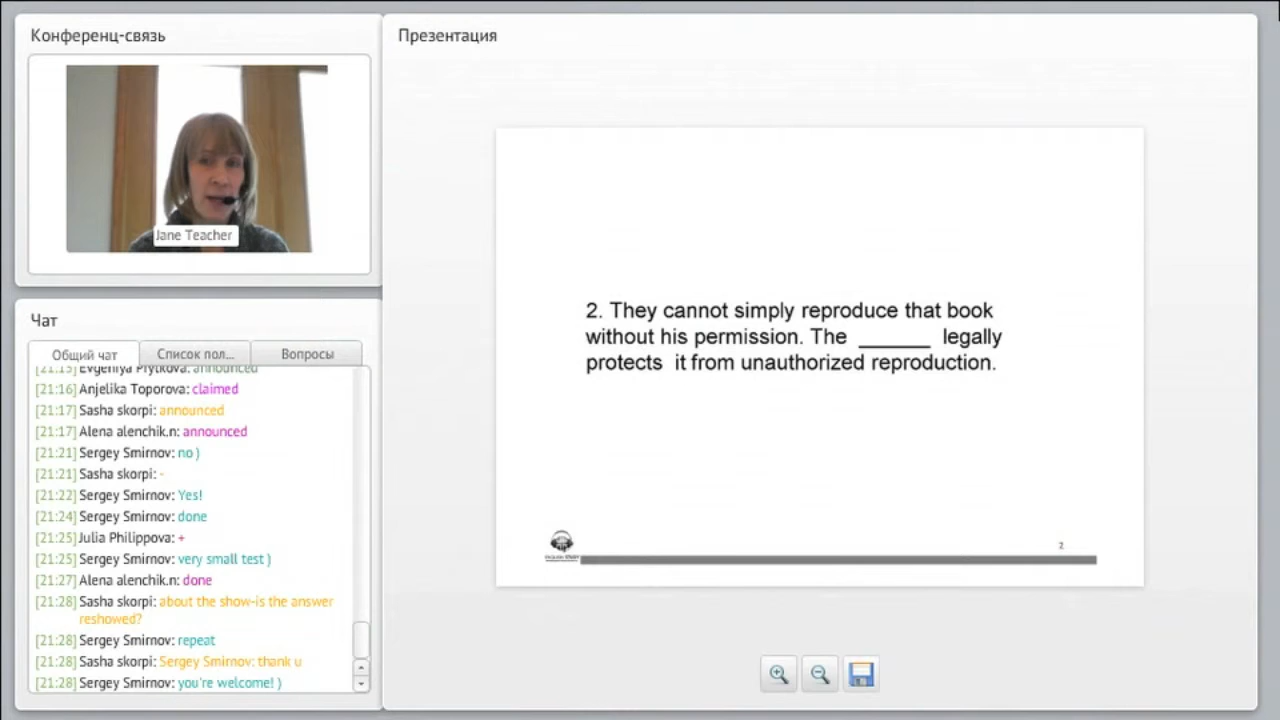 Конференц-связь
Jane Teacher
Чат
Общий чат
Список пол...
Вопросы
[21:15] Evgeniya Prytkova: announced
[21:16] Anjelika Toporova: claimed
[21:17] Sasha skorpi: announced
[21:17] Alena alenchik.n: announced
[21:21] Sergey Smirnov: no )
[21:21] Sasha skorpi: -
[21:22] Sergey Smirnov: Yes!
[21:24] Sergey Smirnov: done
[21:25] Julia Philippova: +
[21:25] Sergey Smirnov: very small test )
[21:27] Alena alenchik.n: done
[21:28] Sasha skorpi: about the show-is the answer
reshowed?
[21:28] Sergey Smirnov: repeat
[21:28] Sasha skorpi: Sergey Smirnov: thank u
[21:28] Sergey Smirnov: you're welcome! )
Презентация
2. They cannot simply reproduce that book
without his permission. The ______ legally
protects it from unauthorized reproduction.
2